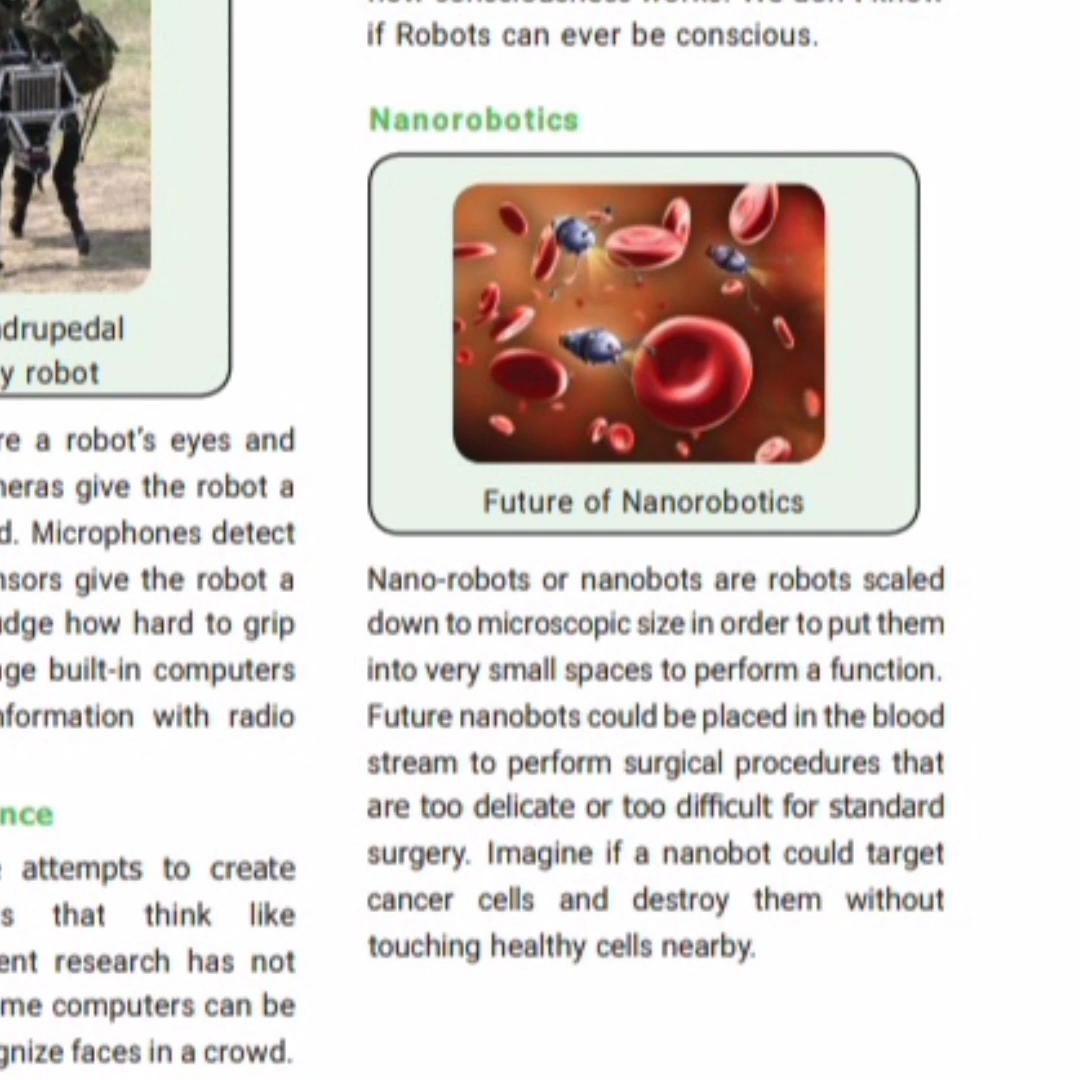 drupedal
y robot
re a robot's eyes and
neras give the robot a
d. Microphones detect
nsors give the robot a
udge how hard to grip
ge built-in computers
nformation with radio
nce
attempts to create
s that think like
ent research has not
me computers can be
gnize faces in a crowd.
if Robots can ever be conscious.
Nanorobotics
Future of Nanorobotics
Nano-robots or nanobots are robots scaled
down to microscopic size in order to put them
into very small spaces to perform a function.
Future nanobots could be placed in the blood
stream to perform surgical procedures that
are too delicate or too difficult for standard
surgery. Imagine if a nanobot could target
cancer cells and destroy them without
touching healthy cells nearby.